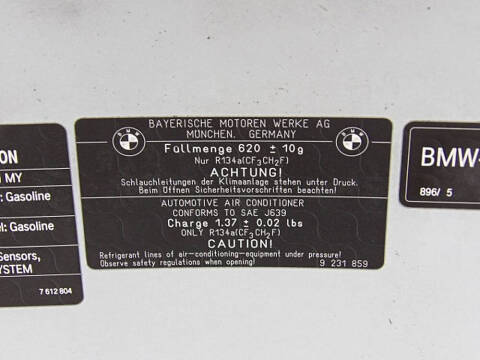 BAYERISCHE MOTOREN WERKE AG
MÜNCHEN, GERMANY
Füllmenge 620 ± 10g
Nur R134a(CF3CH2F)
ACHTUNG!
Schlauchleitungen der Klimaanlage stehen unter Druck.
Beim Öffnen Sicherheitsvorschriften beachten!
AUTOMOTIVE AIR CONDITIONER
CONFORMS TO SAE J639
Charge 1.37 ± 0.02 lbs
ONLY R134a(CF3CH2F)
CAUTION!
Refrigerant lines of air-conditioning-equipment under pressure!
Observe safety regulations when opening!
9 231 859
BMW
BMW
ON
MY
: Gasoline
el: Gasoline
Sensors,
YSTEM
7 612 804
BMW-
896/ 5